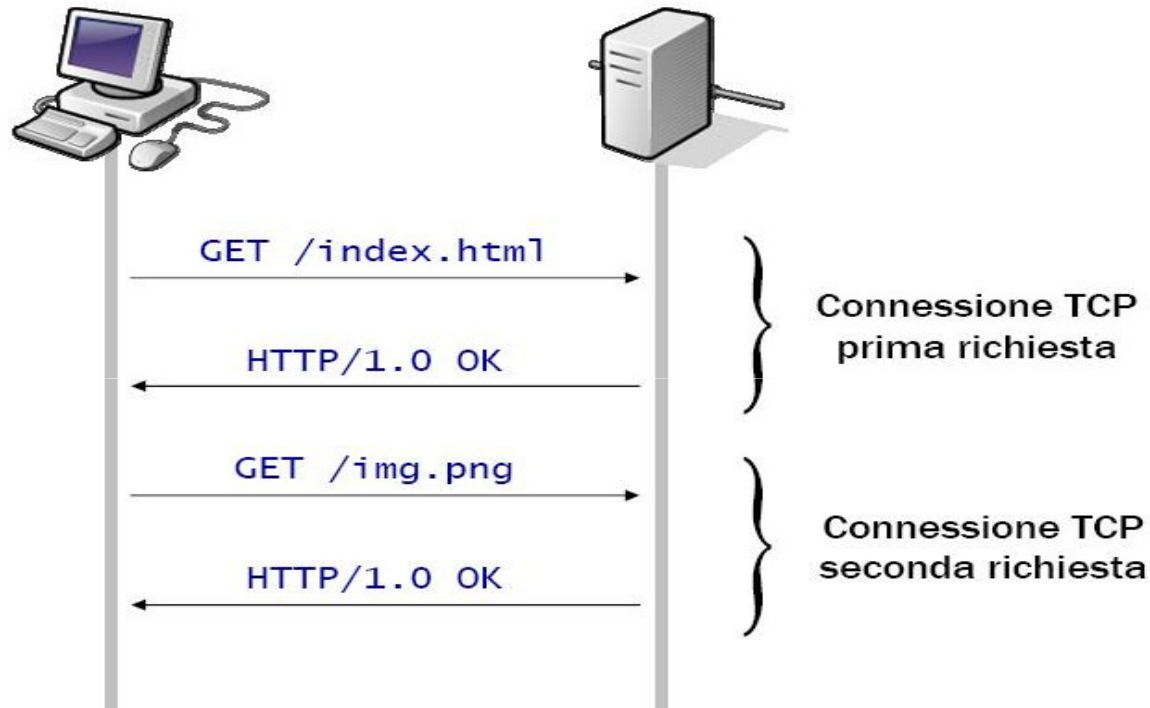 GET /index.html
Connessione TCP
prima richiesta
HTTP/1.0 OK
GET /img.png
Connessione TCP
seconda richiesta
HTTP/1.0 OK